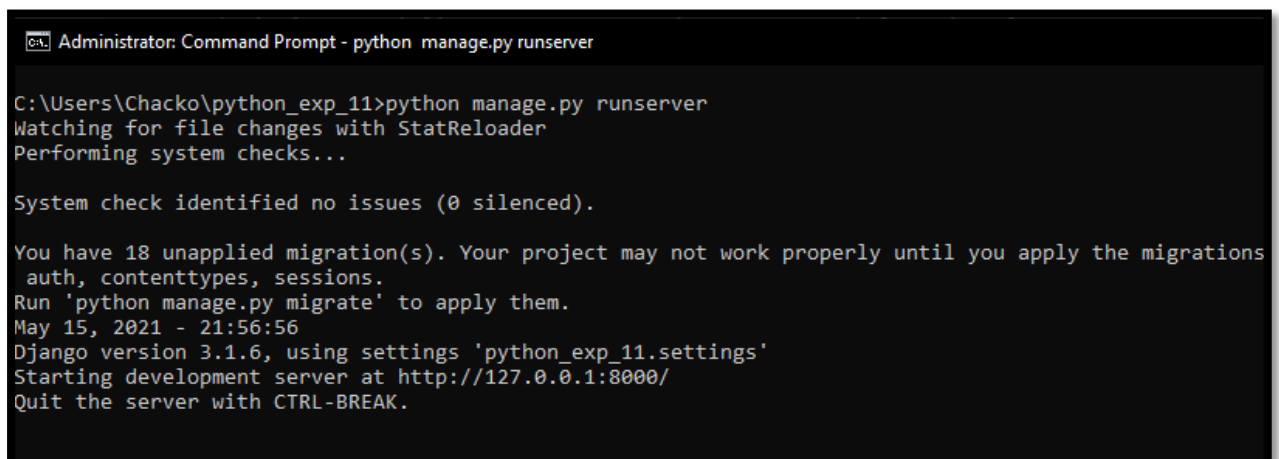 Administrator: Command Prompt - python  manage.py runserver
C:\Users\Chacko\python_exp_11>python manage.py runserver
Watching for file changes with StatReloader
Performing system checks...
System check identified no issues (0 silenced).
You have 18 unapplied migration(s). Your project may not work properly until you apply the migrations
auth, contenttypes, sessions.
Run 'python manage.py migrate' to apply them.
May 15, 2021 - 21:56:56
Django version 3.1.6, using settings 'python_exp_11.settings'
Starting development server at http://127.0.0.1:8000/
Quit the server with CTRL-BREAK.